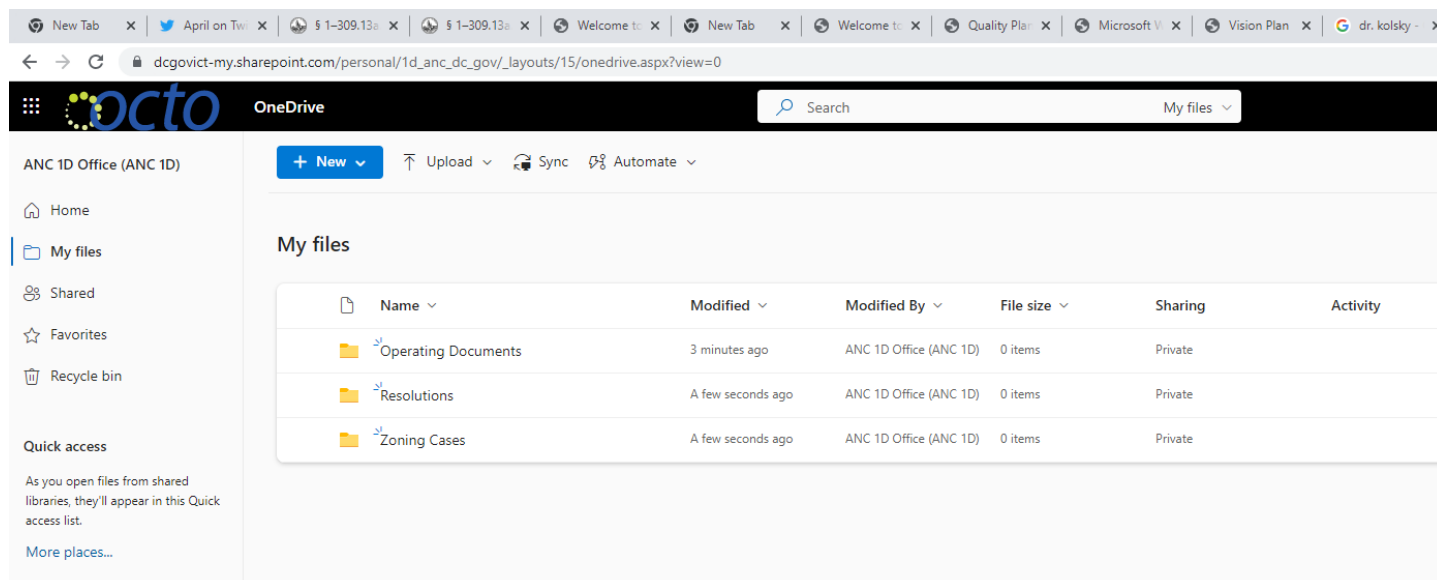 New Tab April on Twi § 1–309.13a § 1–309.13a Welcome to New Tab Welcome to Quality Plan Microsoft V Vision Plan dr. kolsky -
dcgovict-my.sharepoint.com/personal/1d_anc_dc_gov/_layouts/15/onedrive.aspx?view=0
octo OneDrive Search My files
ANC 1D Office (ANC 1D)
+ New Upload Sync Automate
Home
My files
Shared
Favorites
Recycle bin
Quick access
As you open files from shared
libraries, they'll appear in this Quick
access list.
More places...
My files
Name Modified Modified By File size Sharing Activity
Operating Documents 3 minutes ago ANC 1D Office (ANC 1D) 0 items Private
Resolutions A few seconds ago ANC 1D Office (ANC 1D) 0 items Private
Zoning Cases A few seconds ago ANC 1D Office (ANC 1D) 0 items Private